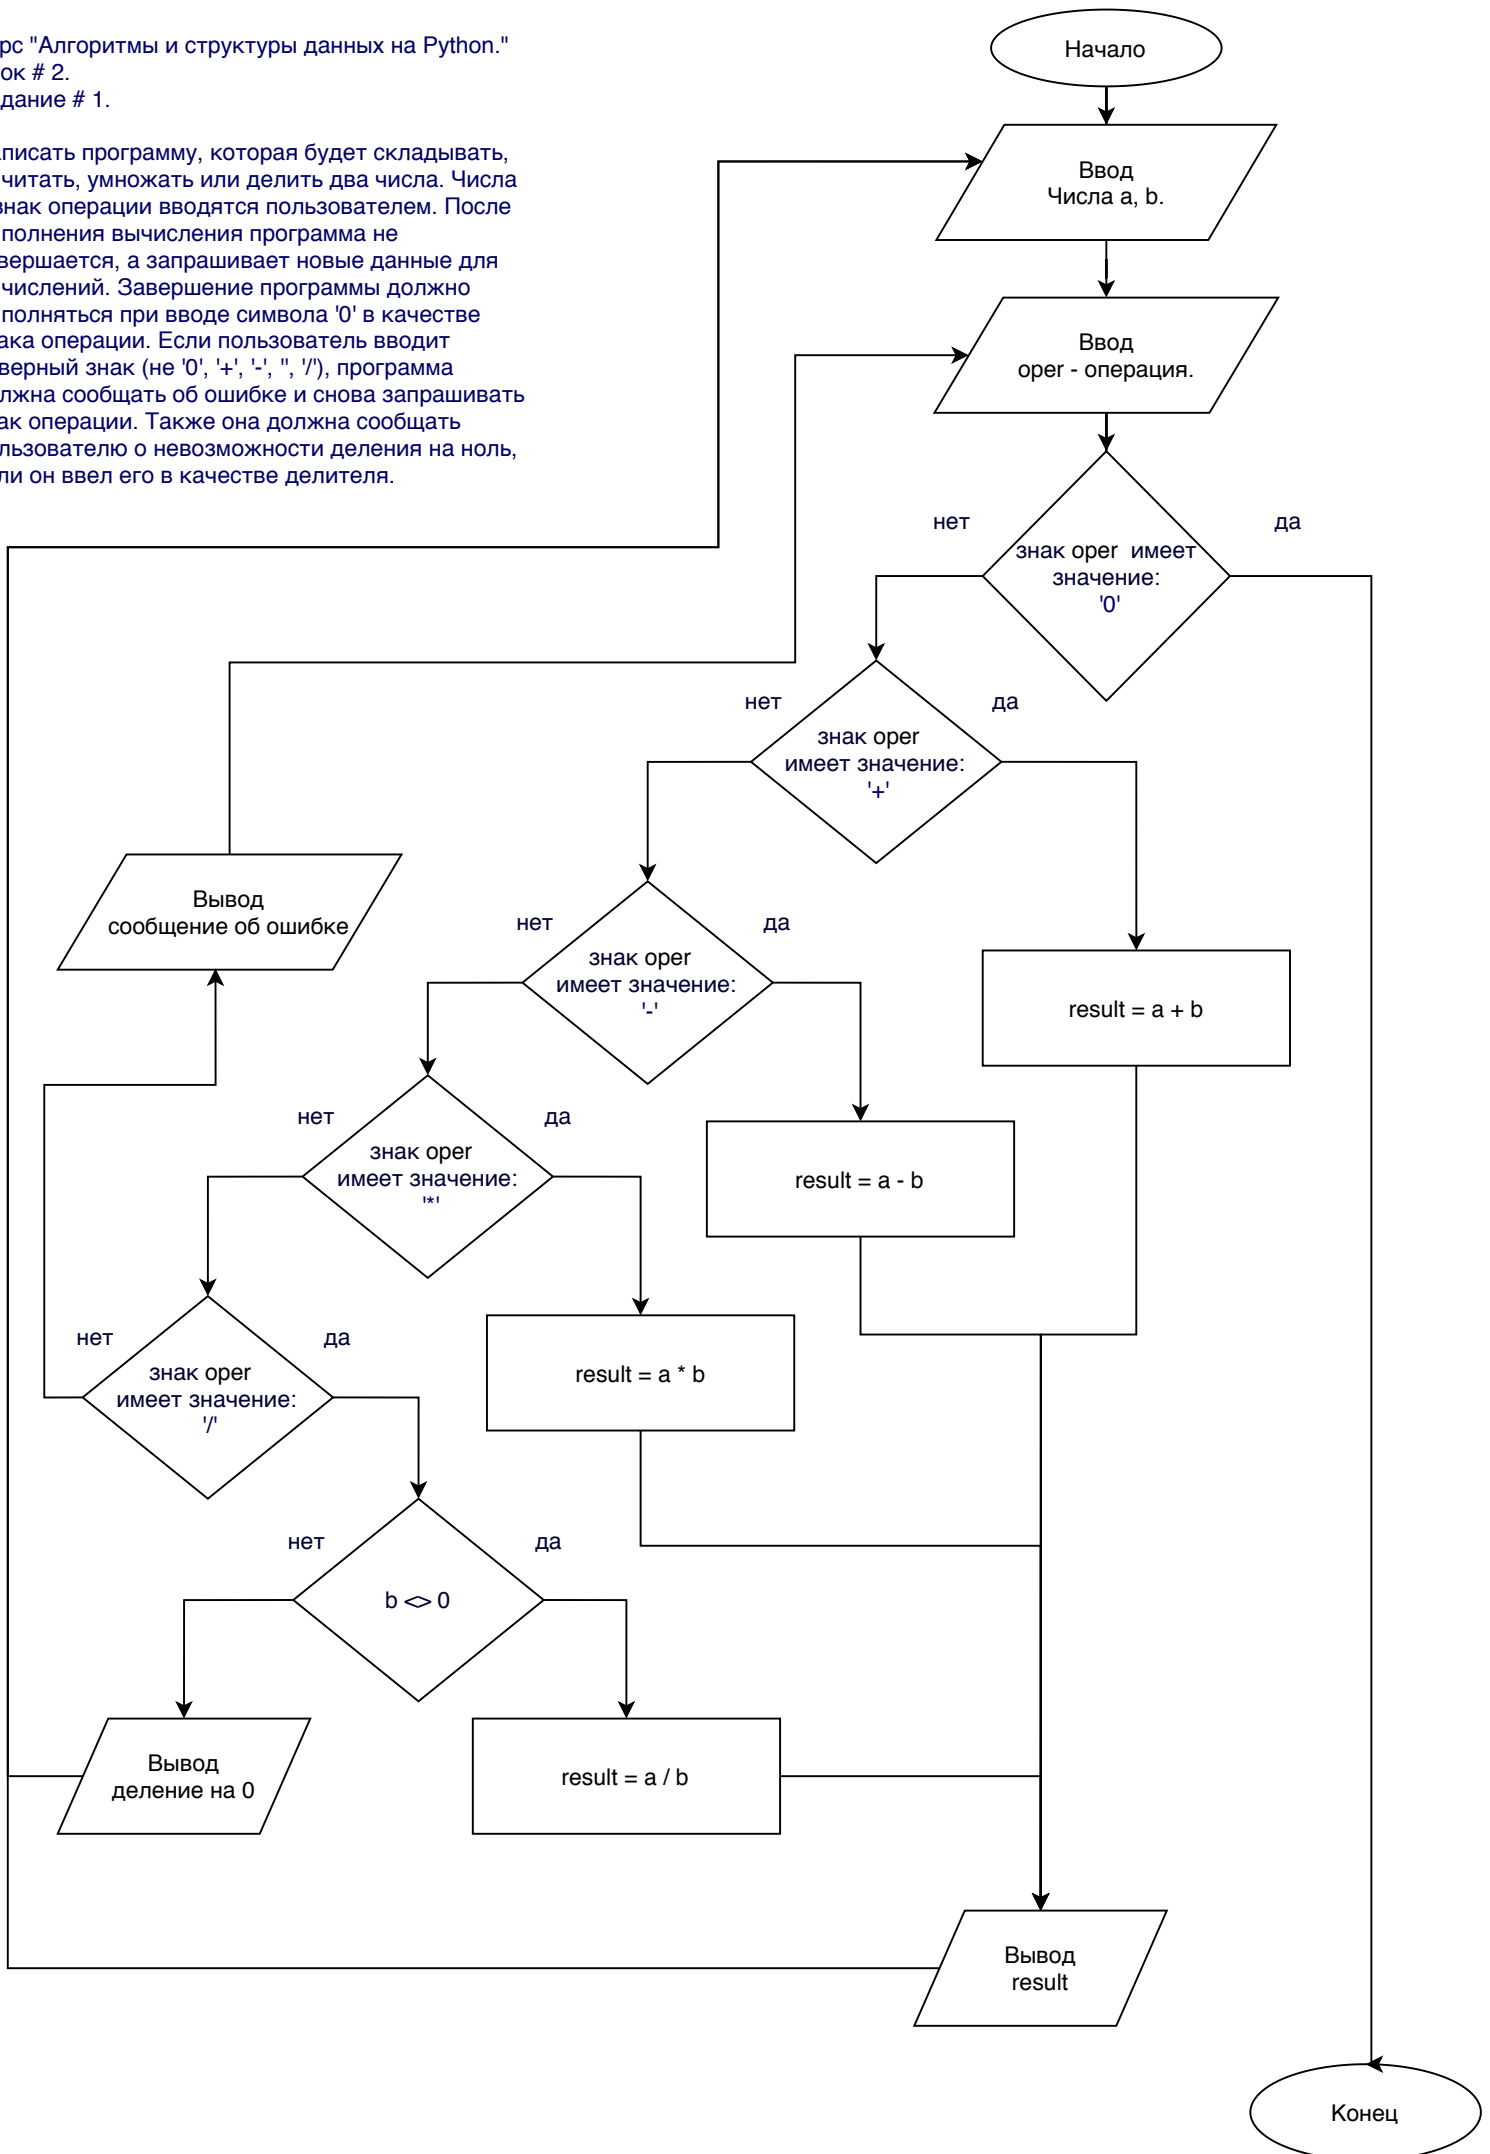 рс "Алгоритмы и структуры данных на Python."
ок # 2.
дание # 1.
писать программу, которая будет складывать,
читать, умножать или делить два числа. Числа
знак операции вводятся пользователем. После
полнения вычисления программа не
вершается, а запрашивает новые данные для
числений. Завершение программы должно
полняться при вводе символа '0' в качестве
ака операции. Если пользователь вводит
верный знак (не '0', '+', '-', '', '/'), программа
лжна сообщать об ошибке и снова запрашивать
ак операции. Также она должна сообщать
льзователю о невозможности деления на ноль,
ли он ввел его в качестве делителя.
Начало
Ввод
Числа a, b.
Ввод
oper - операция.
нет
да
знак oper имеет
значение:
'0'
нет
да
знак oper
имеет значение:
'+'
Вывод
сообщение об ошибке
нет
да
знак oper
имеет значение:
'-'
result = a + b
нет
да
знак oper
имеет значение:
'*'
result = a - b
нет
да
знак oper
имеет значение:
'/'
result = a * b
нет
да
b <> 0
Вывод
деление на 0
result = a / b
Вывод
result
Конец